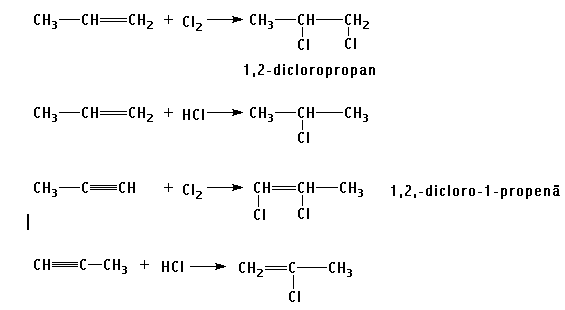 CH₃—CH═CH₂ + Cl₂ ⟶ CH₃—CH—CH₂
Cl Cl
1,2-dicloropropan
CH₃—CH═CH₂ + HCl ⟶ CH₃—CH—CH₃
Cl
CH₃—C≡CH + Cl₂ ⟶ CH═CH—CH₃ 1,2,-dicloro-1-propenā
Cl Cl
CH≡C—CH₃ + HCl ⟶ CH₂═C—CH₃
Cl